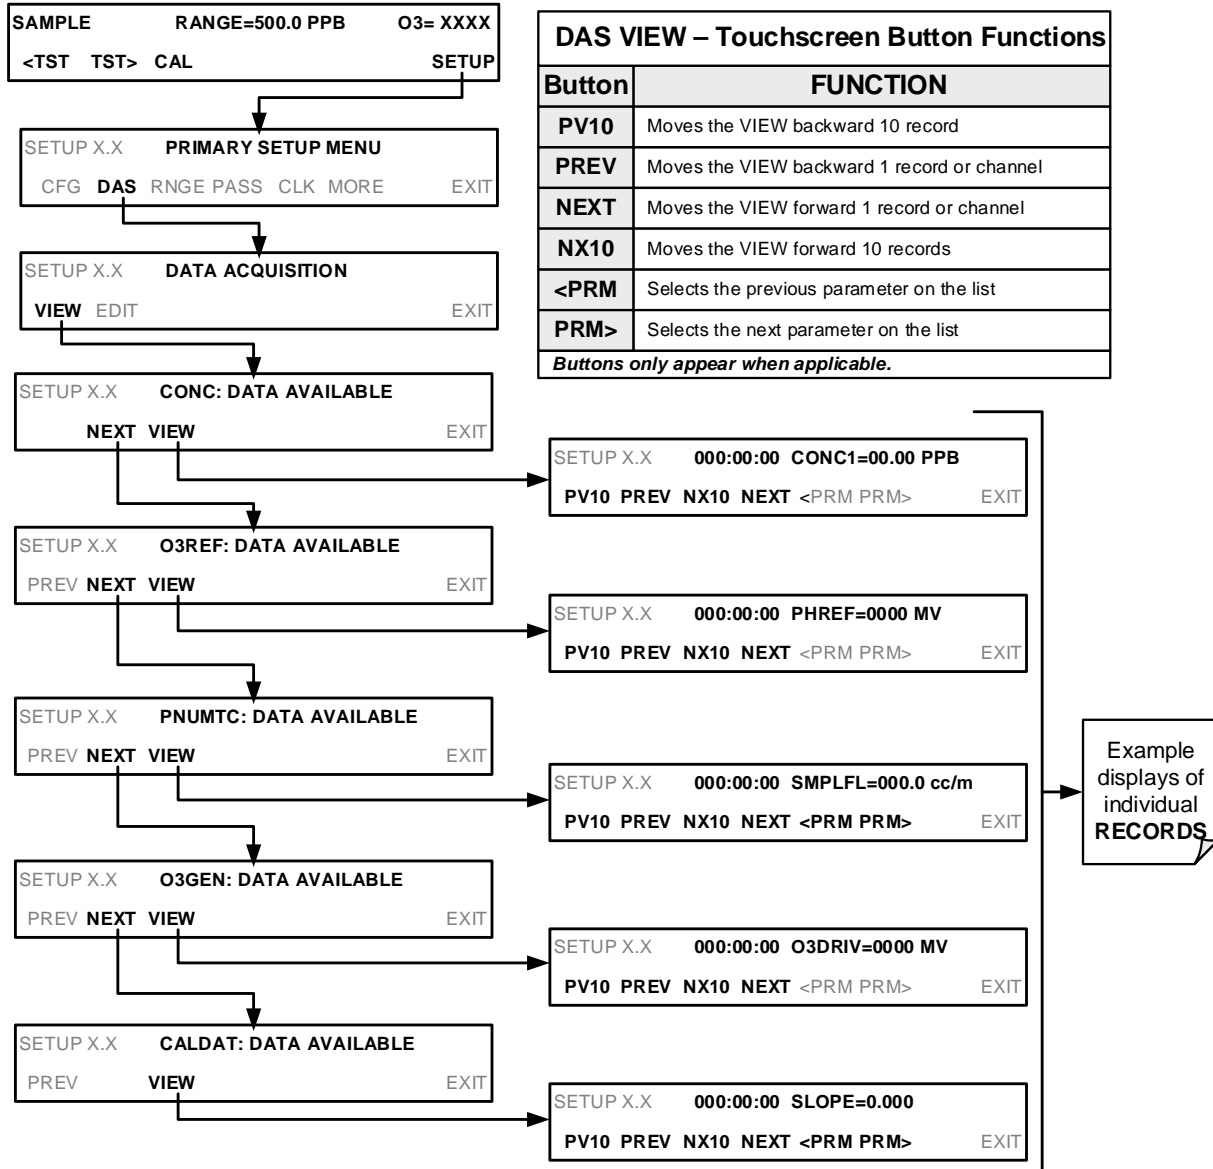 SAMPLE RANGE=500.0 PPB O3= XXXX
<TST TST> CAL SETUP
SETUP X.X PRIMARY SETUP MENU
CFG DAS RNGE PASS CLK MORE EXIT
SETUP X.X DATA ACQUISITION
VIEW EDIT EXIT
DAS VIEW – Touchscreen Button Functions
Button FUNCTION
PV10 Moves the VIEW backward 10 record
PREV Moves the VIEW backward 1 record or channel
NEXT Moves the VIEW forward 1 record or channel
NX10 Moves the VIEW forward 10 records
<PRM Selects the previous parameter on the list
PRM> Selects the next parameter on the list
Buttons only appear when applicable.
SETUP X.X CONC: DATA AVAILABLE
NEXT VIEW EXIT
SETUP X.X 000:00:00 CONC1=00.00 PPB
PV10 PREV NX10 NEXT <PRM PRM> EXIT
SETUP X.X O3REF: DATA AVAILABLE
PREV NEXT VIEW EXIT
SETUP X.X 000:00:00 PHREF=0000 MV
PV10 PREV NX10 NEXT <PRM PRM> EXIT
SETUP X.X PNUMTC: DATA AVAILABLE
PREV NEXT VIEW EXIT
SETUP X.X 000:00:00 SMPLFL=000.0 cc/m
PV10 PREV NX10 NEXT <PRM PRM> EXIT
SETUP X.X O3GEN: DATA AVAILABLE
PREV NEXT VIEW EXIT
SETUP X.X 000:00:00 O3DRIV=0000 MV
PV10 PREV NX10 NEXT <PRM PRM> EXIT
SETUP X.X CALDAT: DATA AVAILABLE
PREV VIEW EXIT
SETUP X.X 000:00:00 SLOPE=0.000
PV10 PREV NX10 NEXT <PRM PRM> EXIT
Example
displays of
individual
RECORDS